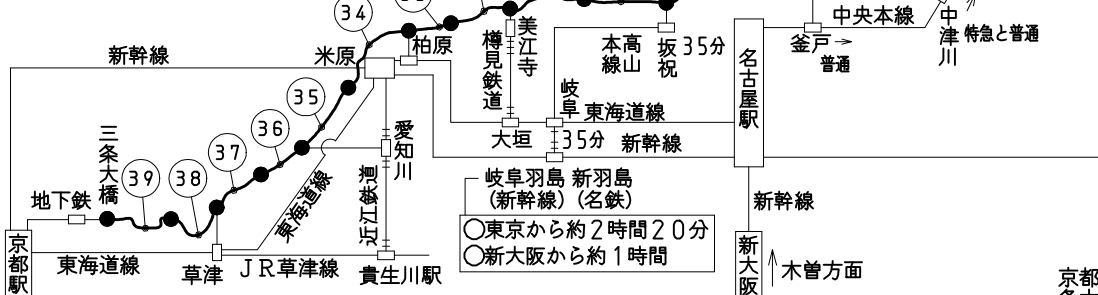 34
中央本線
中津川
特急と普通
釜戸→
普通
美江寺
樽見鉄道
柏原
米原
新幹線
高山
本線
坂祝
35分
名古屋駅
岐阜
東海道線
大垣
35分
新幹線
35
36
37
38
39
三条大橋
地下鉄
愛知川
近江鉄道
東海道線
岐阜羽島 新羽島
(新幹線)(名鉄)
○東京から約2時間20分
○新大阪から約1時間
新幹線
新大阪
↑木曽方面
京都駅
東海道線
草津
JR草津線
貴生川駅
京都